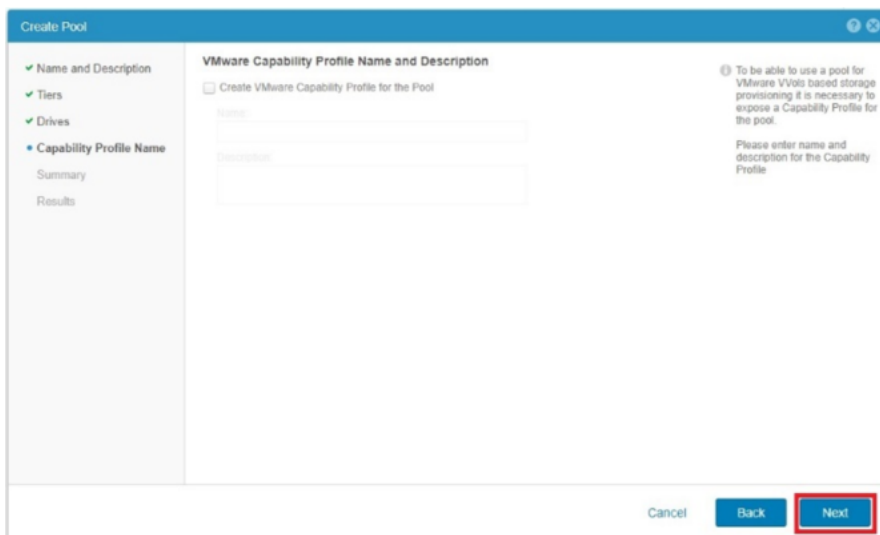 Create Pool
Name and Description
Tiers
Drives
Capability Profile Name
Summary
Results
VMware Capability Profile Name and Description
Create VMware Capability Profile for the Pool
Name:
Description:
To be able to use a pool for
VMware VVols based storage
provisioning it is necessary to
expose a Capability Profile for
the pool.
Please enter name and
description for the Capability
Profile
Cancel
Back
Next